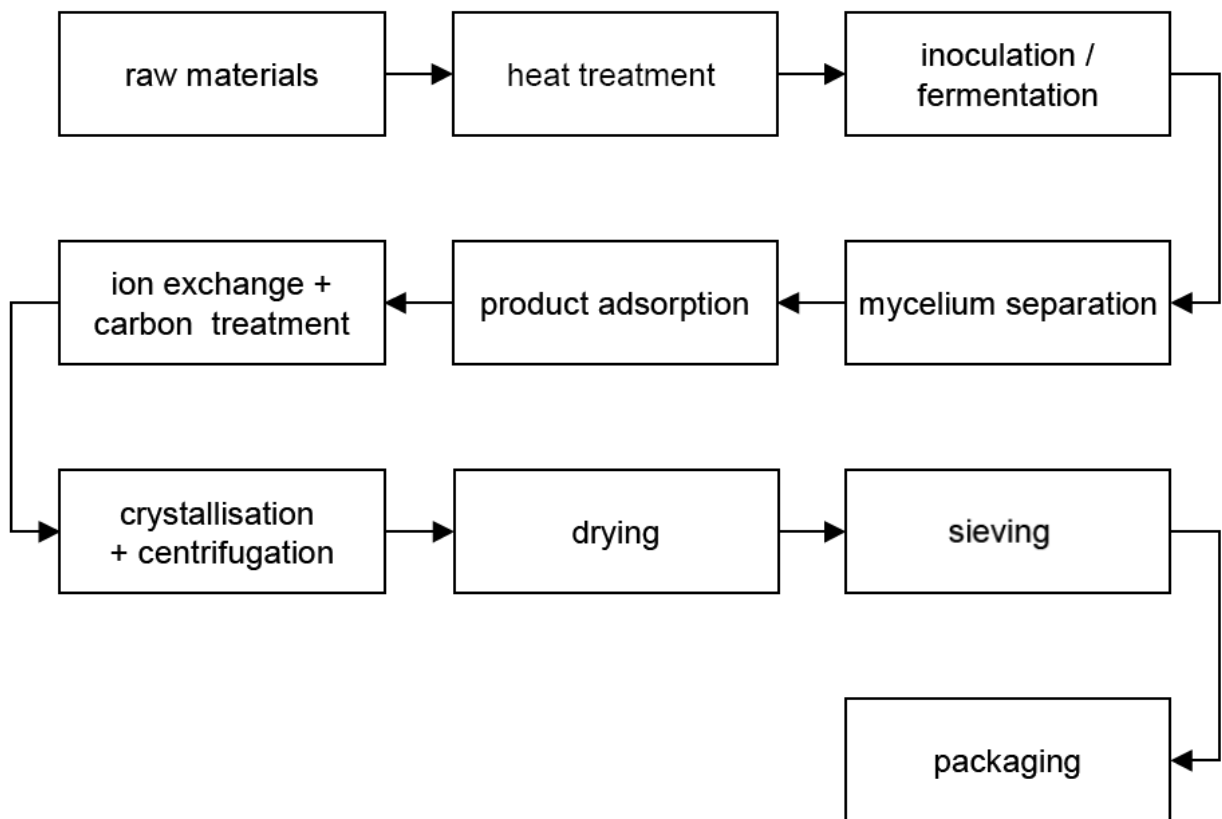 raw materials
heat treatment
inoculation /
fermentation
mycelium separation
product adsorption
ion exchange +
carbon  treatment
crystallisation
+ centrifugation
drying
sieving
packaging